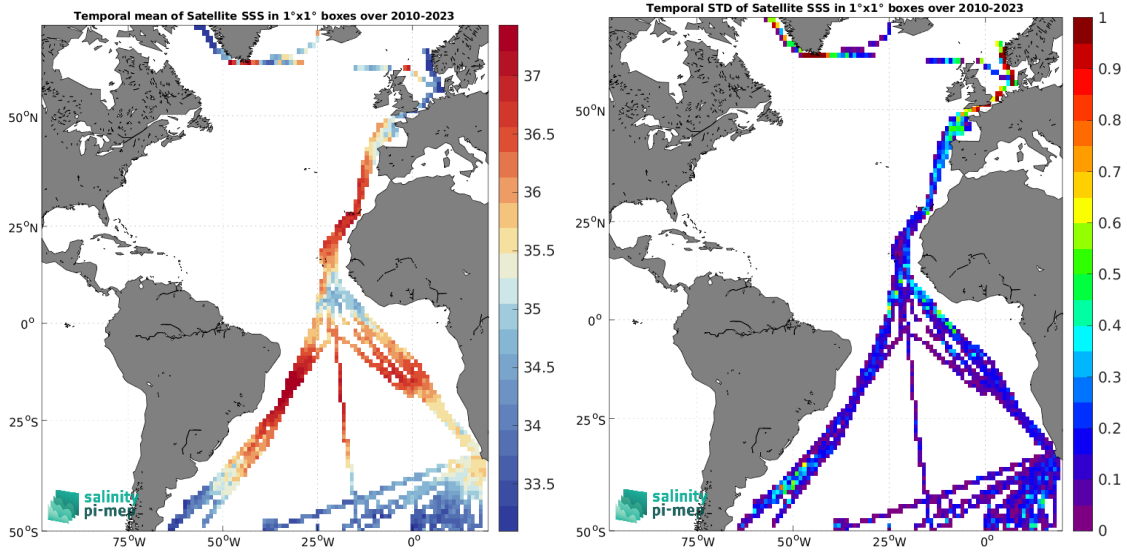 Temporal mean of Satellite SSS in 1°x1° boxes over 2010-2023
50°N
25°N
0°
25°S
50°S
75°W
50°W
25°W
0°
37
36.5
36
35.5
35
34.5
34
33.5
salinity
pi-mep
Temporal STD of Satellite SSS in 1°x1° boxes over 2010-2023
50°N
25°N
0°
25°S
50°S
75°W
50°W
25°W
0°
1
0.9
0.8
0.7
0.6
0.5
0.4
0.3
0.2
0.1
0
salinity
pi-mep